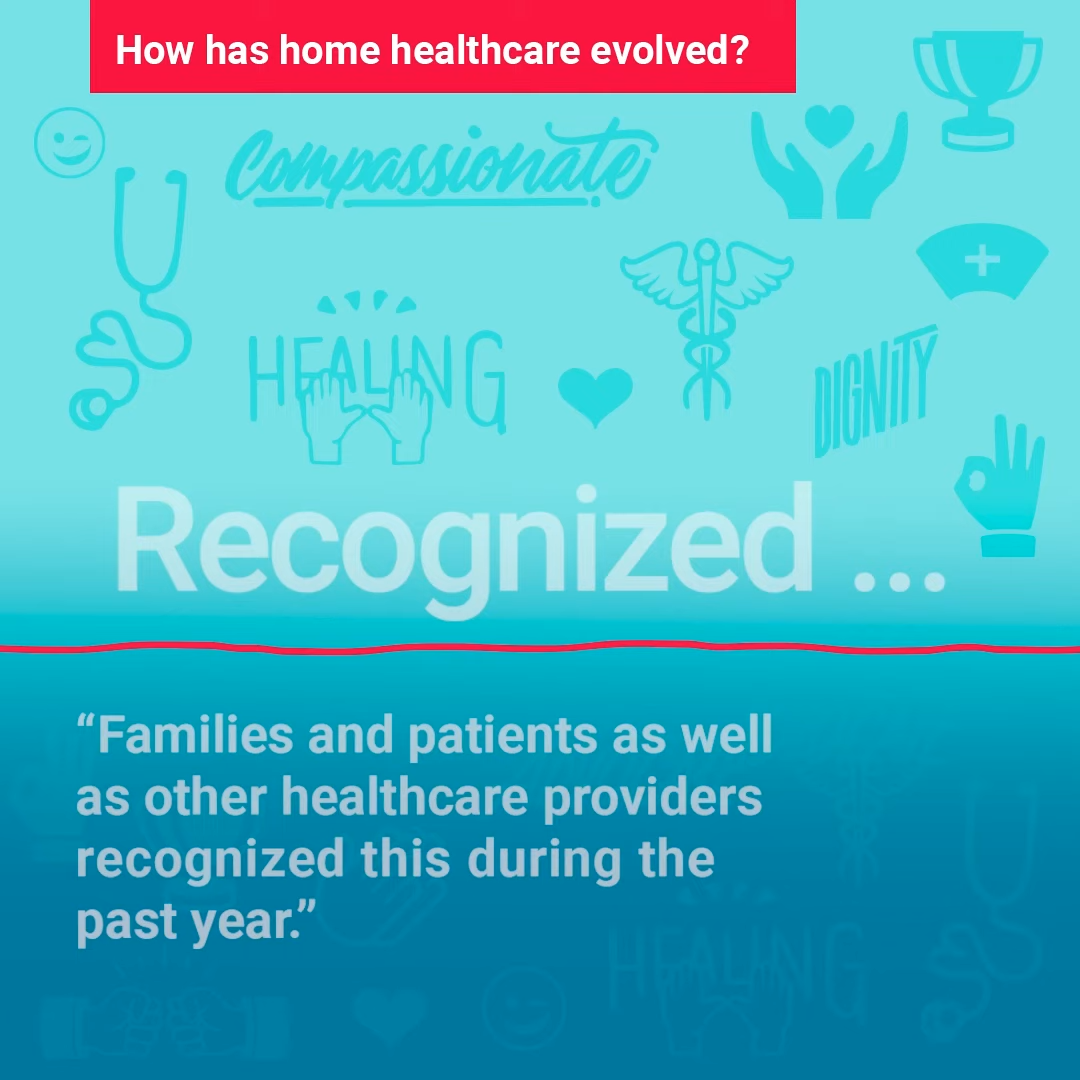 How has home healthcare evolved?
Compassionate
HEALING
DIGNITY
Recognized ...
“Families and patients as well
as other healthcare providers
recognized this during the
past year.”
HEALING